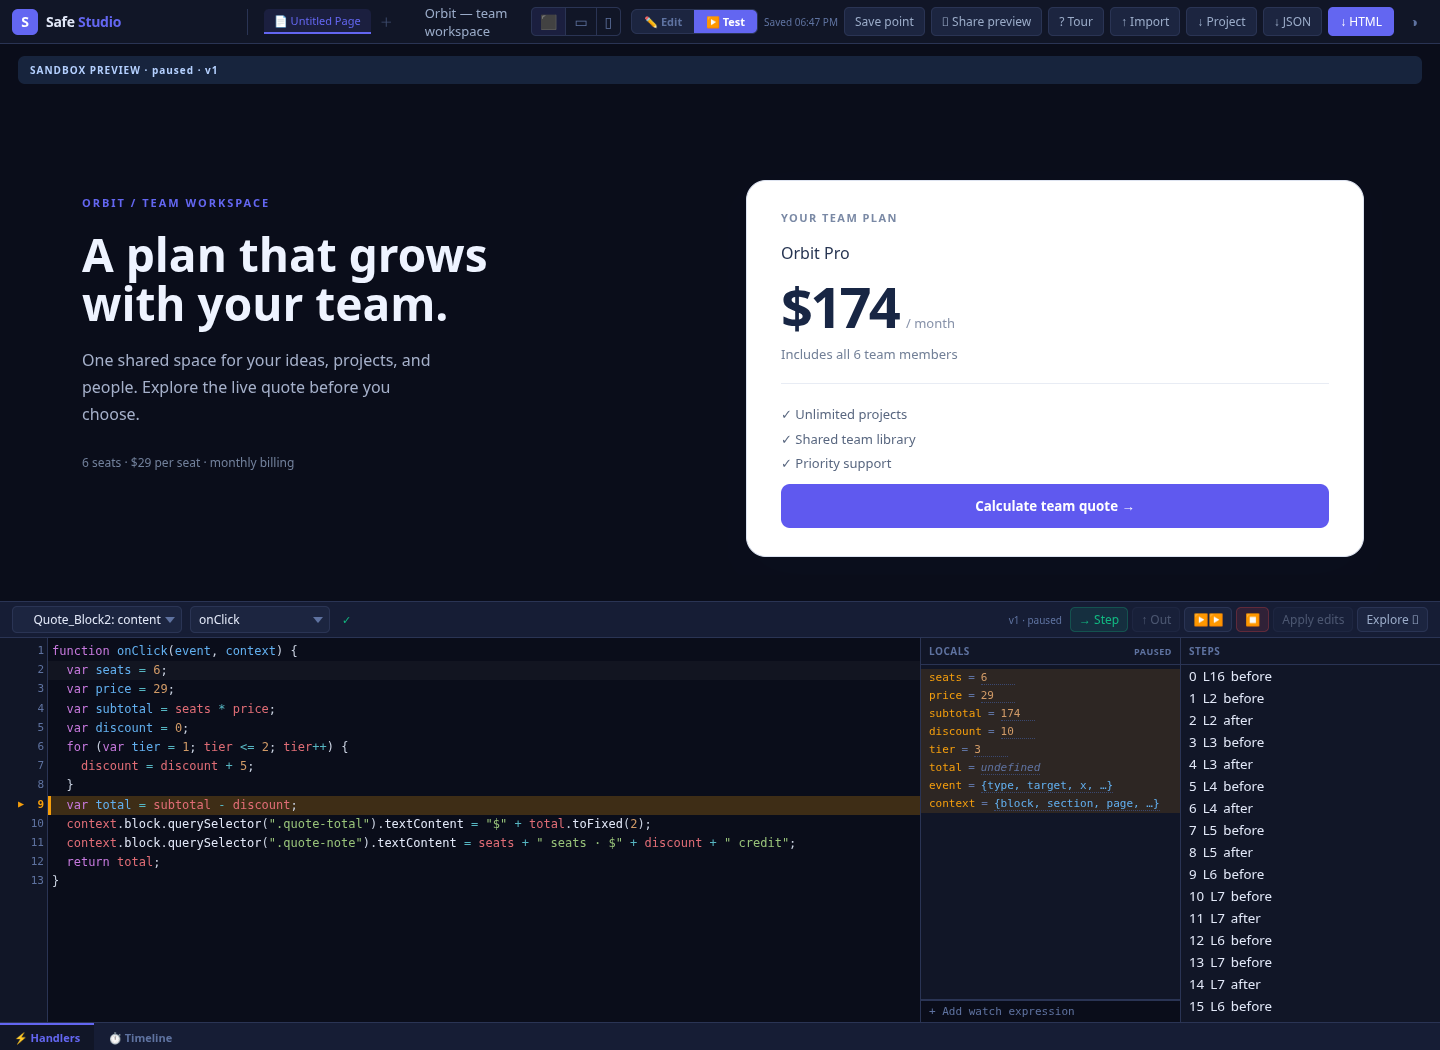 S Safe Studio
📄 Untitled Page +
Orbit — team workspace
✏️ Edit ▶️ Test
Saved 06:47 PM
Save point
Share preview
? Tour
↑ Import
↓ Project
↓ JSON
↓ HTML
SANDBOX PREVIEW · paused · v1
ORBIT / TEAM WORKSPACE
A plan that grows
with your team.
One shared space for your ideas, projects, and
people. Explore the live quote before you
choose.
6 seats · $29 per seat · monthly billing
YOUR TEAM PLAN
Orbit Pro
$174 / month
Includes all 6 team members
✓ Unlimited projects
✓ Shared team library
✓ Priority support
Calculate team quote →
Quote_Block2: content
onClick
✓
v1 · paused
→ Step
↑ Out
▶️▶️
⏹️
Apply edits
Explore
1 function onClick(event, context) {
2 var seats = 6;
3 var price = 29;
4 var subtotal = seats * price;
5 var discount = 0;
6 for (var tier = 1; tier <= 2; tier++) {
7 discount = discount + 5;
8 }
▶ 9 var total = subtotal - discount;
10 context.block.querySelector(".quote-total").textContent = "$" + total.toFixed(2);
11 context.block.querySelector(".quote-note").textContent = seats + " seats · $" + discount + " credit";
12 return total;
13 }
LOCALS PAUSED
seats = 6
price = 29
subtotal = 174
discount = 10
tier = 3
total = undefined
event = {type, target, x, …}
context = {block, section, page, …}
+ Add watch expression
STEPS
0 L16 before
1 L2 before
2 L2 after
3 L3 before
4 L3 after
5 L4 before
6 L4 after
7 L5 before
8 L5 after
9 L6 before
10 L7 before
11 L7 after
12 L6 before
13 L7 before
14 L7 after
15 L6 before
⚡ Handlers
⏱️ Timeline